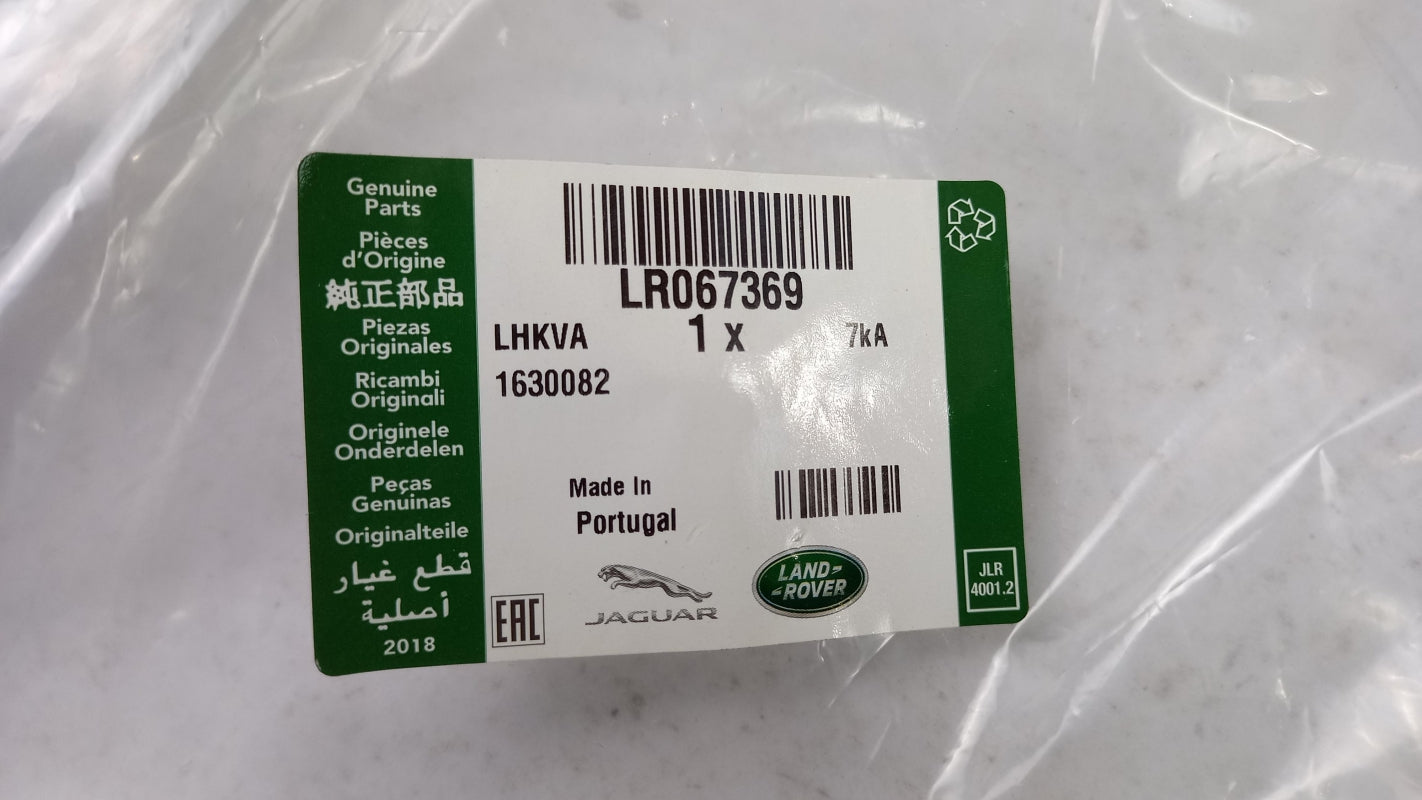 Genuine
Parts
Pièces
d'Origine
純正部品
Piezas
Originales
Ricambi
Originali
Originele
Onderdelen
Peças
Genuinas
Originalteile
قطع غيار
أصلية
2018
LR067369
LHKVA 1 x 7kA
1630082
Made In
Portugal
EAC
JAGUAR
LAND-
-ROVER
JLR
4001.2